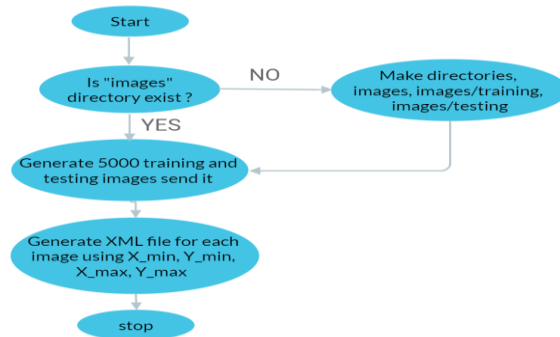 Start
Is "images"
directory exist ?
NO
Make directories,
images, images/training,
images/testing
YES
Generate 5000 training and
testing images send it
Generate XML file for each
image using X_min, Y_min,
X_max, Y_max
stop